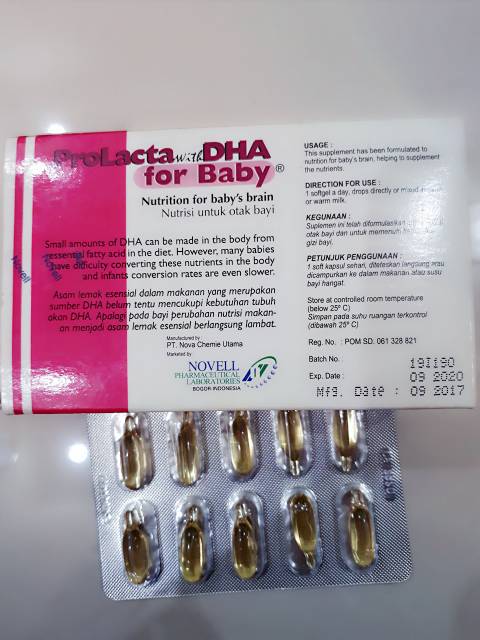 ProLacta with DHA
for Baby®
Nutrition for baby's brain
Nutrisi untuk otak bayi
Small amounts of DHA can be made in the body from
essential fatty acid in the diet. However, many babies
have difficulty converting these nutrients in the body
and infants conversion rates are even slower.
Asam lemak esensial dalam makanan yang merupakan
sumber DHA belum tentu mencukupi kebutuhan tubuh
akan DHA. Apalagi pada bayi perubahan nutrisi makan-
an menjadi asam lemak esensial berlangsung lambat.
Manufactured by
PT. Nova Chemie Utama
Marketed by
NOVELL
PHARMACEUTICAL
LABORATORIES
BOGOR INDONESIA
Novell
USAGE :
This supplement has been formulated to
nutrition for baby's brain, helping to supplement
the nutrients.
DIRECTION FOR USE :
1 softgel a day, drops directly or mixed
or warm milk.
KEGUNAAN :
Suplemen ini telah diformulasikan
otak bayi dan untuk memenuhi
gizi bayi.
PETUNJUK PENGGUNAAN :
1 soft kapsul sehari, diteteskan langsung atau
dicampurkan ke dalam makanan atau susu
bayi hangat.
Store at controlled room temperature
(below 25º C)
Simpan pada suhu ruangan terkontrol
(dibawah 25º C)
Reg. No. : POM SD. 061 328 821
Batch No. : 19I190
Exp. Date : 09 2020
Mfg. Date : 09 2017